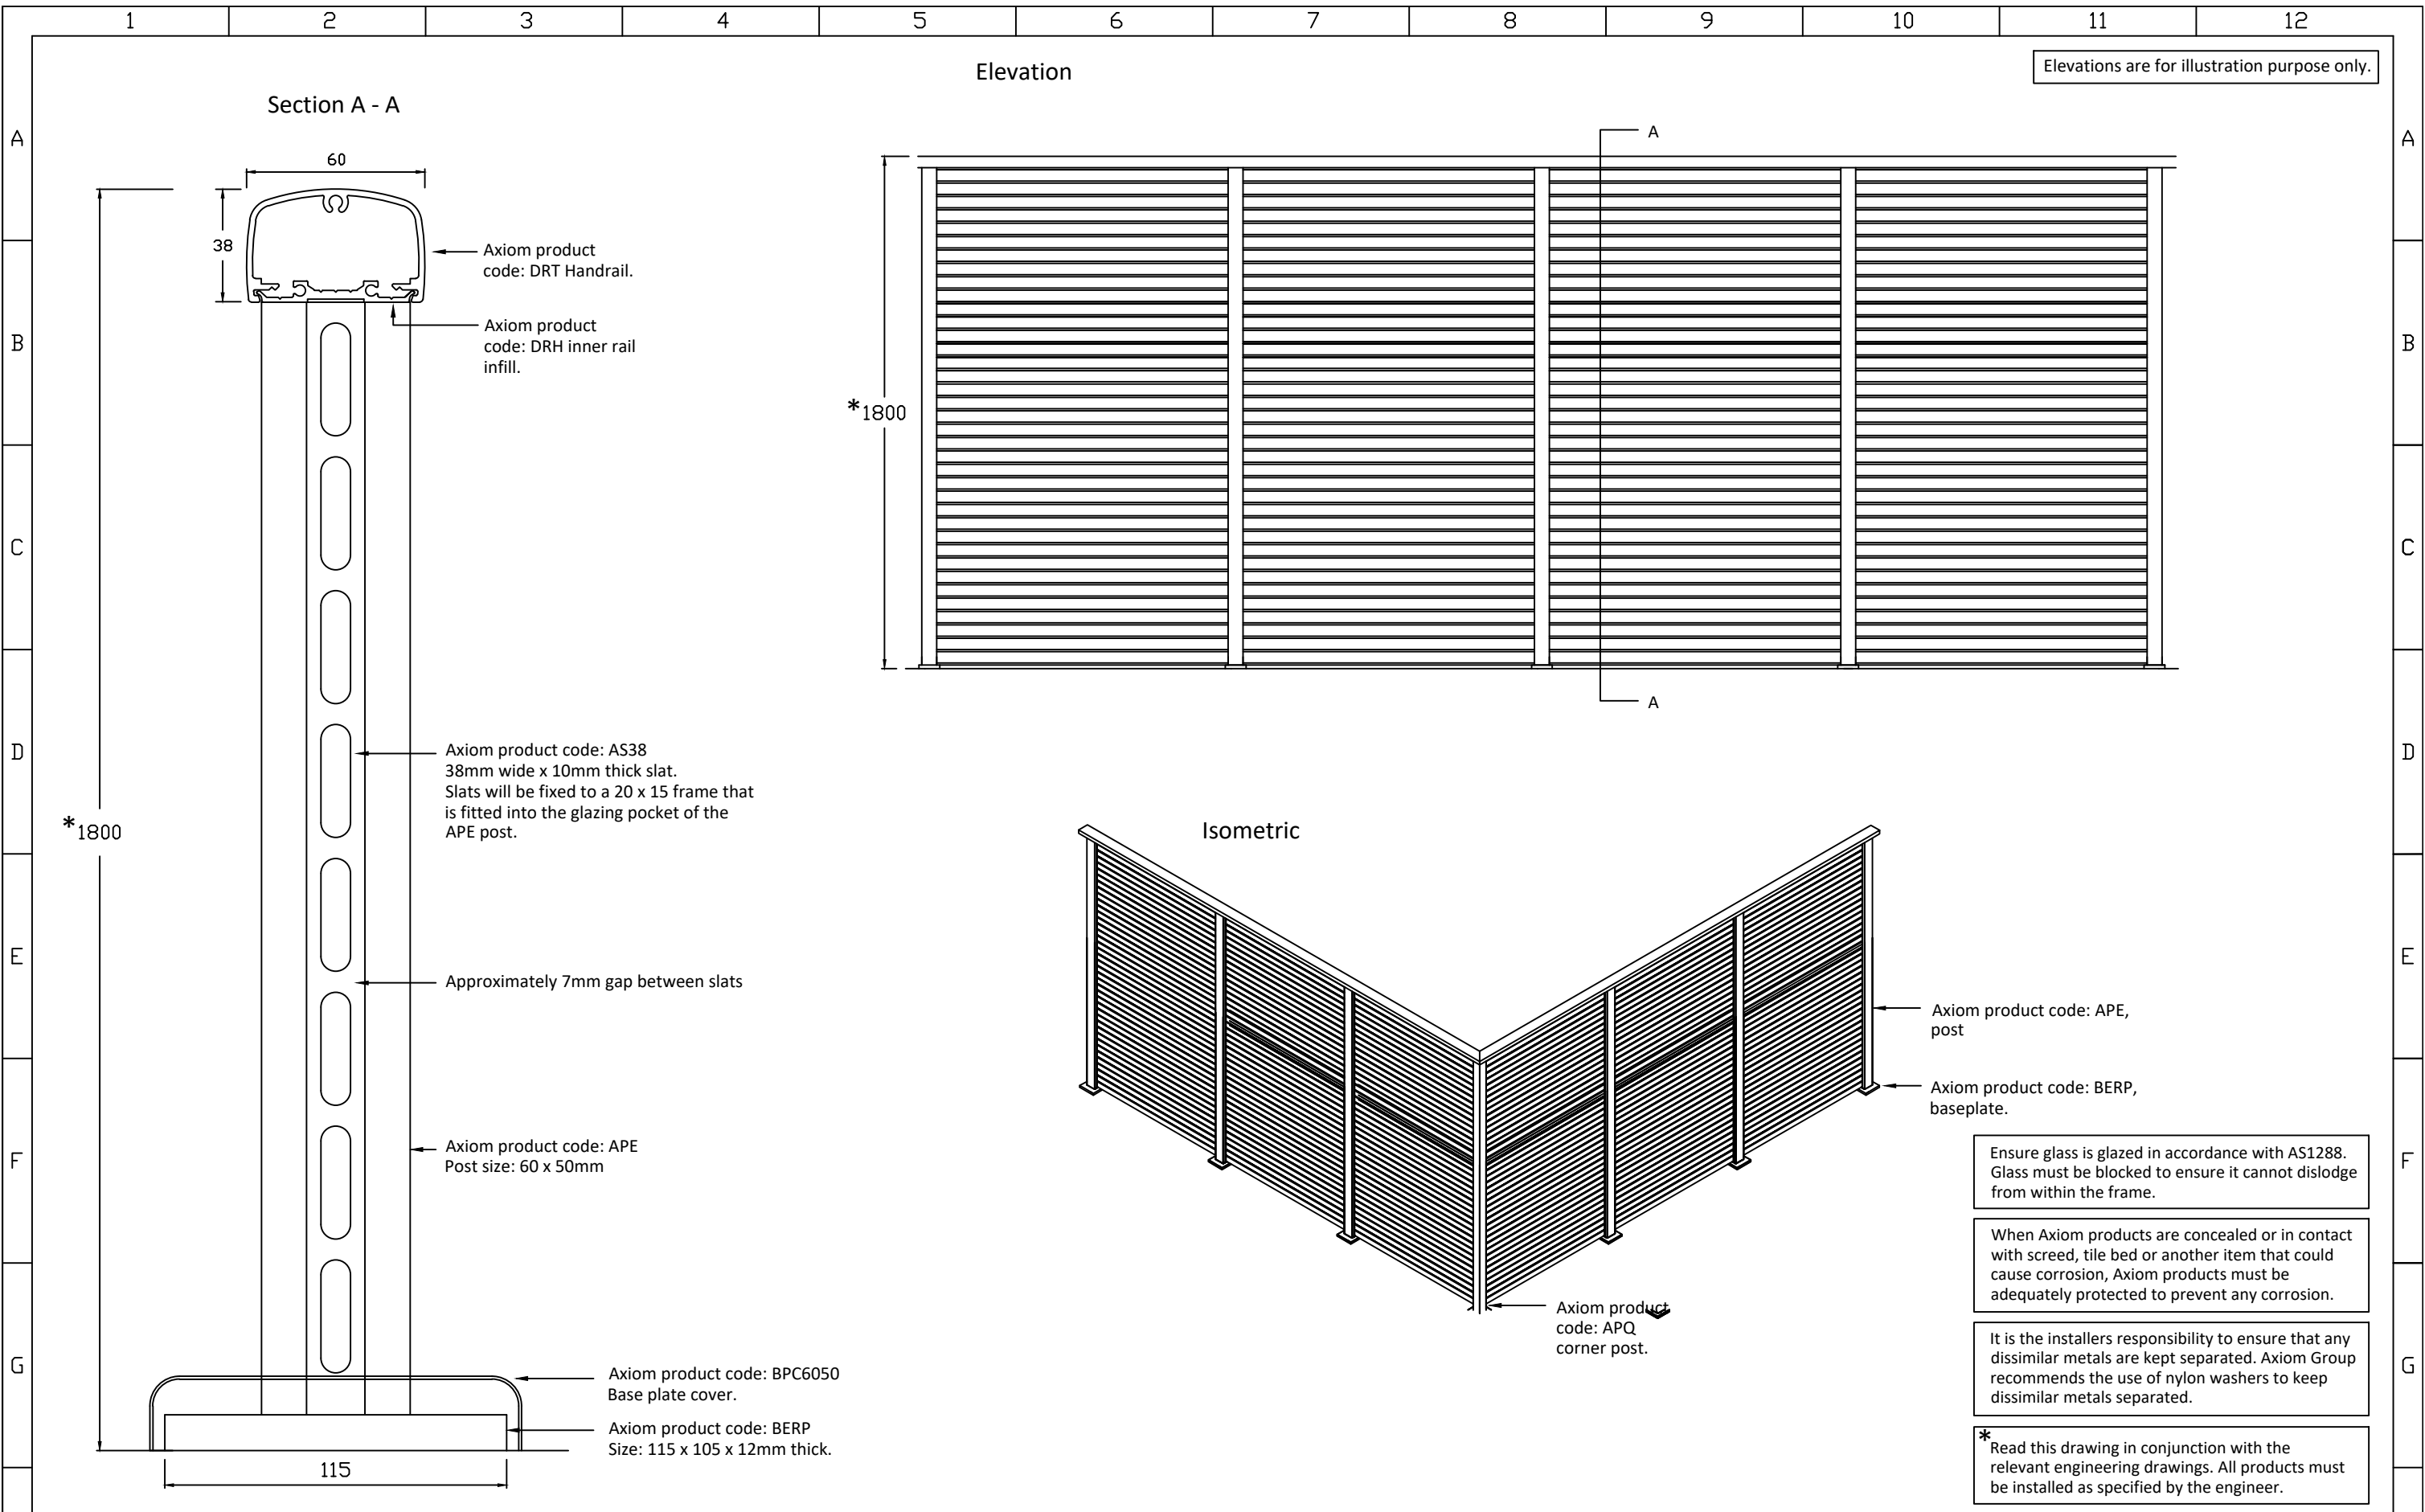 1 2 3 4 5 6 7 8 9 10 11 12
Elevation
Elevations are for illustration purpose only.
Section A - A
A
A
A
60
38
Axiom product
code: DRT Handrail.
Axiom product
code: DRH inner rail
infill.
B
B
*1800
C
C
A
D
D
Axiom product code: AS38
38mm wide x 10mm thick slat.
Slats will be fixed to a 20 x 15 frame that
is fitted into the glazing pocket of the
APE post.
*1800
Isometric
E
E
Approximately 7mm gap between slats
Axiom product code: APE,
post
Axiom product code: BERP,
baseplate.
F
F
Axiom product code: APE
Post size: 60 x 50mm
Ensure glass is glazed in accordance with AS1288.
Glass must be blocked to ensure it cannot dislodge
from within the frame.
When Axiom products are concealed or in contact
with screed, tile bed or another item that could
cause corrosion, Axiom products must be
adequately protected to prevent any corrosion.
Axiom product
code: APQ
corner post.
G
G
It is the installers responsibility to ensure that any
dissimilar metals are kept separated. Axiom Group
recommends the use of nylon washers to keep
dissimilar metals separated.
Axiom product code: BPC6050
Base plate cover.
Axiom product code: BERP
Size: 115 x 105 x 12mm thick.
115
*
Read this drawing in conjunction with the
relevant engineering drawings. All products must
be installed as specified by the engineer.